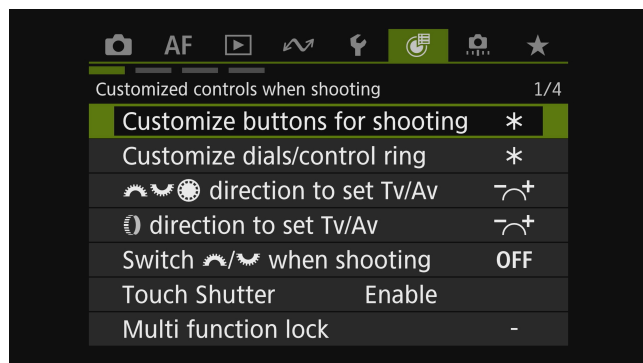 AF
Customized controls when shooting 1/4
Customize buttons for shooting *
Customize dials/control ring *
direction to set Tv/Av -+
direction to set Tv/Av -+
Switch / when shooting OFF
Touch Shutter Enable
Multi function lock -